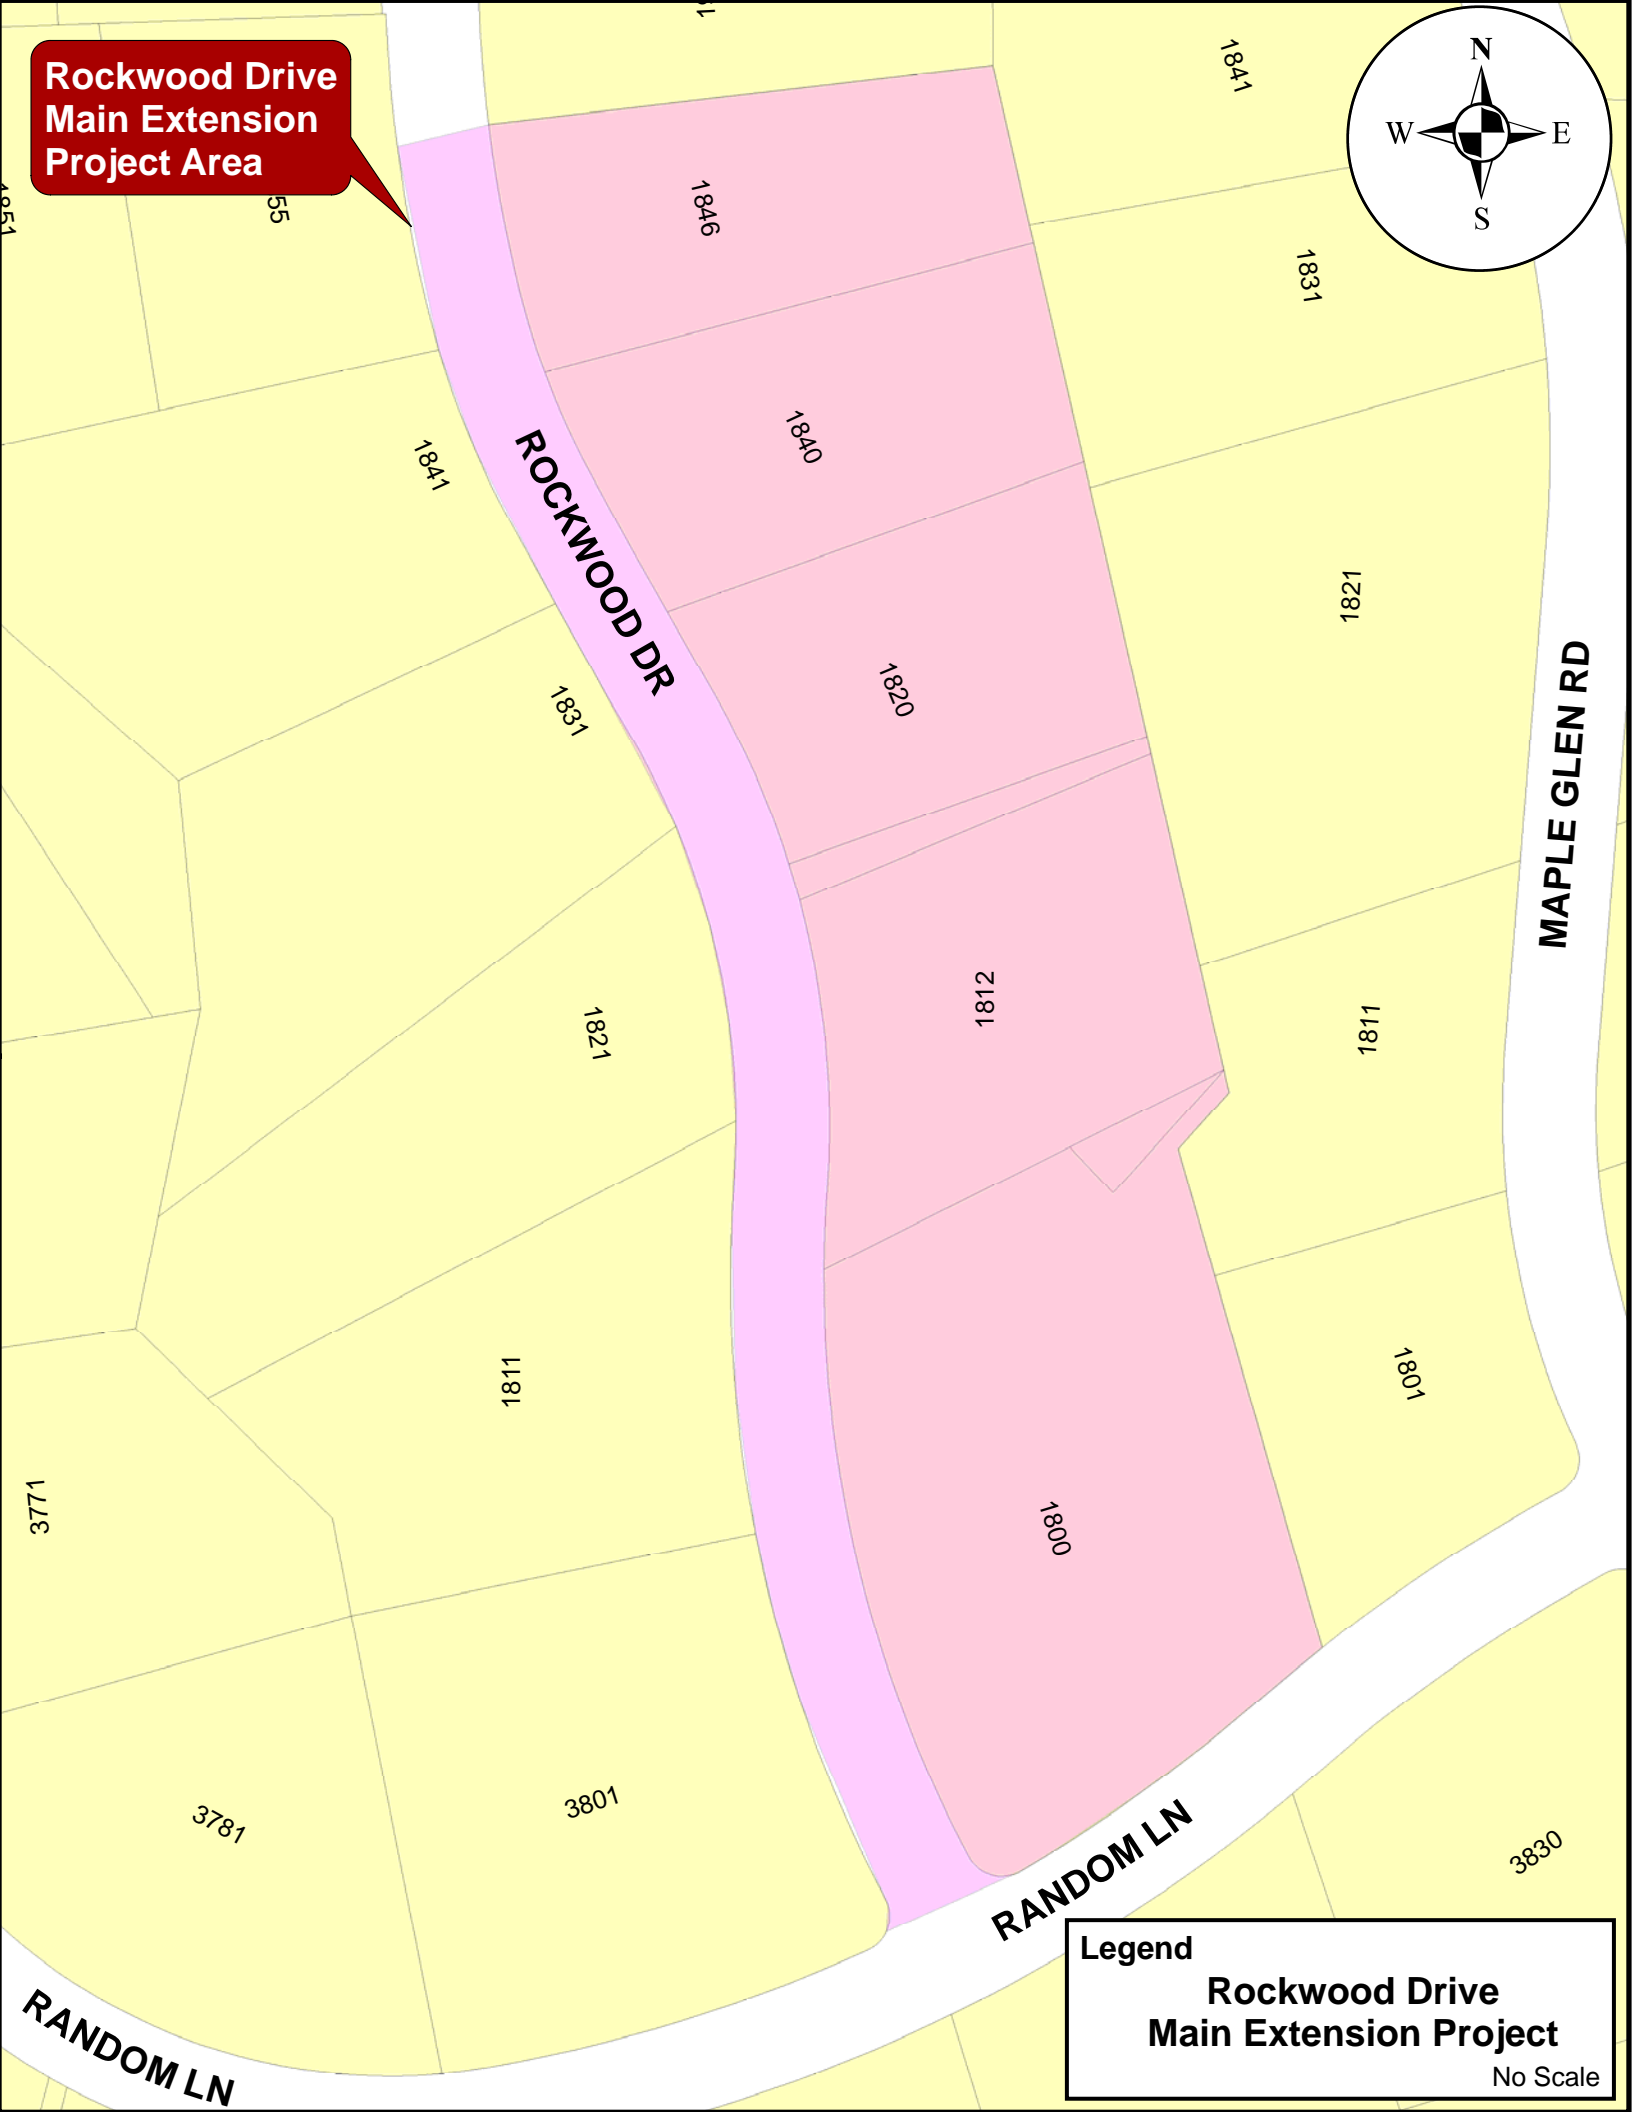 Rockwood Drive
Main Extension
Project Area
N
W
E
S
1841
1851
55
1846
1831
1840
1841
ROCKWOOD DR
1821
1820
1831
MAPLE GLEN RD
1812
1821
1811
1811
1801
3771
1800
3801
3781
RANDOM LN
3830
RANDOM LN
Legend
Rockwood Drive
Main Extension Project
No Scale